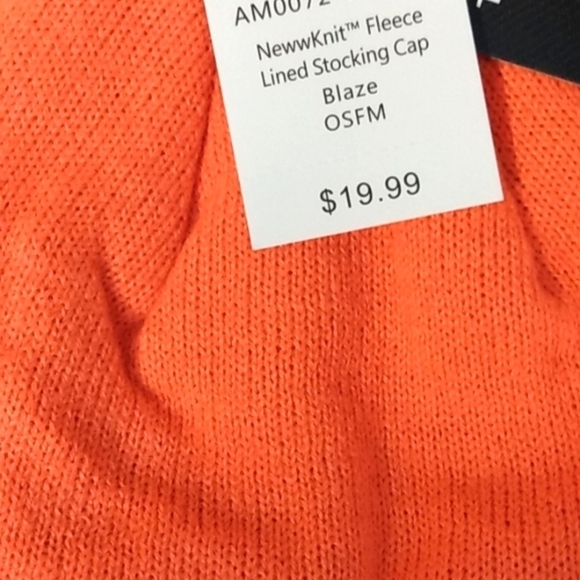 NewwKnit™ Fleece
Lined Stocking Cap
Blaze
OSFM
$19.99